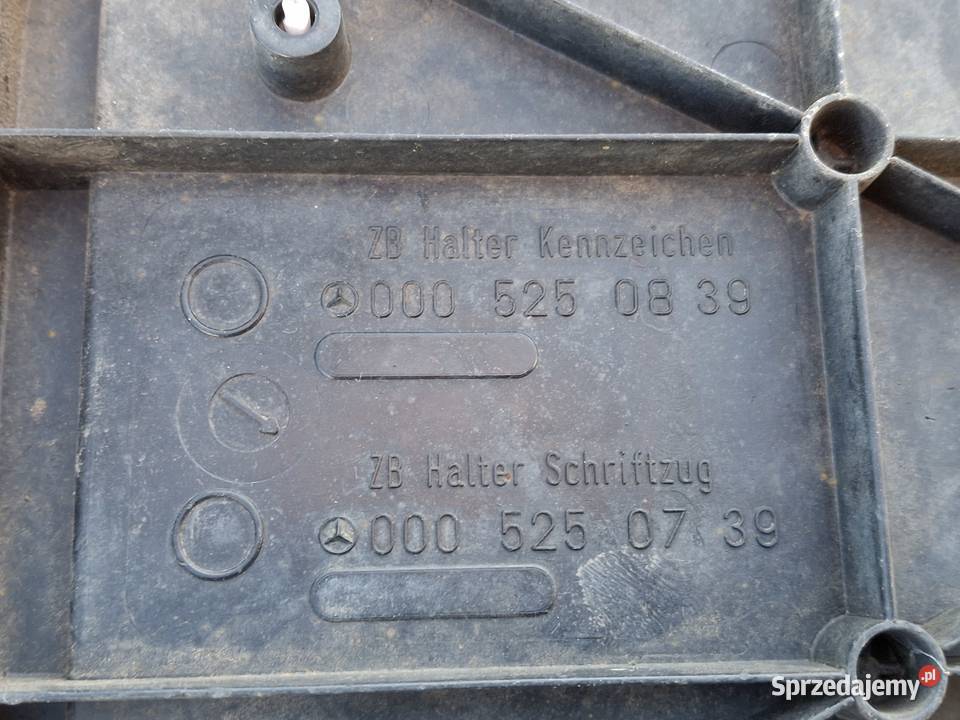 ZB Halter Kennzeichen
000 525 08 39
ZB Halter Schriftzug
000 525 07 39
Sprzedajemy.pl